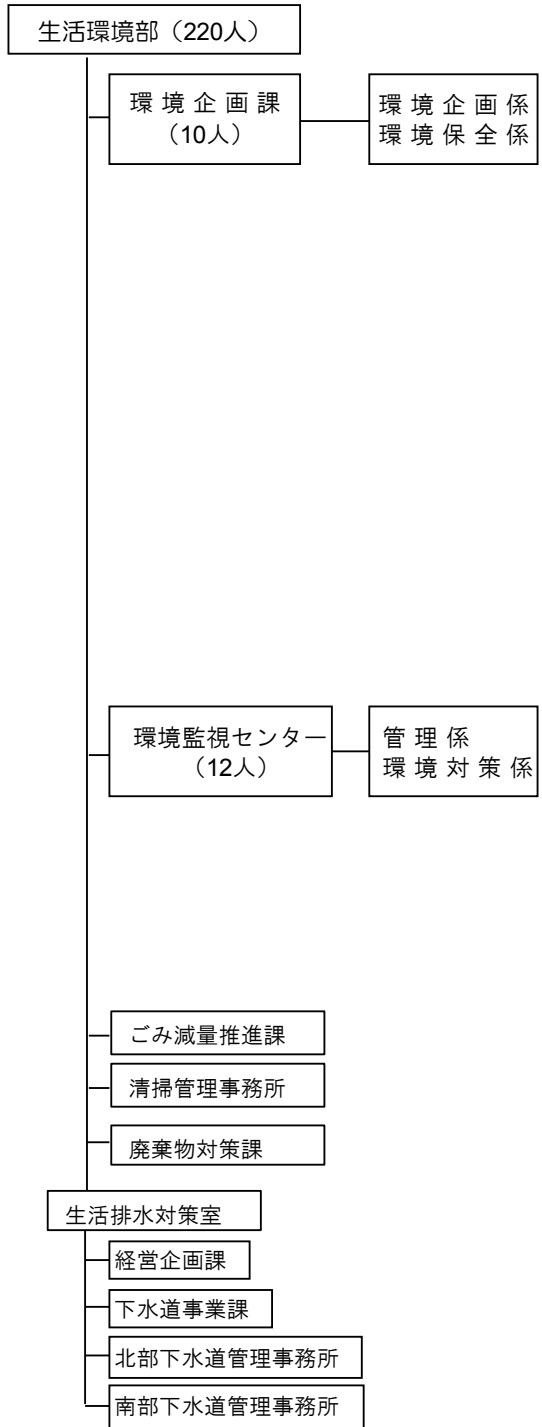 生活環境部（220人）
環境企画課
（10人）
環境企画係
環境保全係
環境監視センター
（12人）
管理係
環境対策係
ごみ減量推進課
清掃管理事務所
廃棄物対策課
生活排水対策室
経営企画課
下水道事業課
北部下水道管理事務所
南部下水道管理事務所